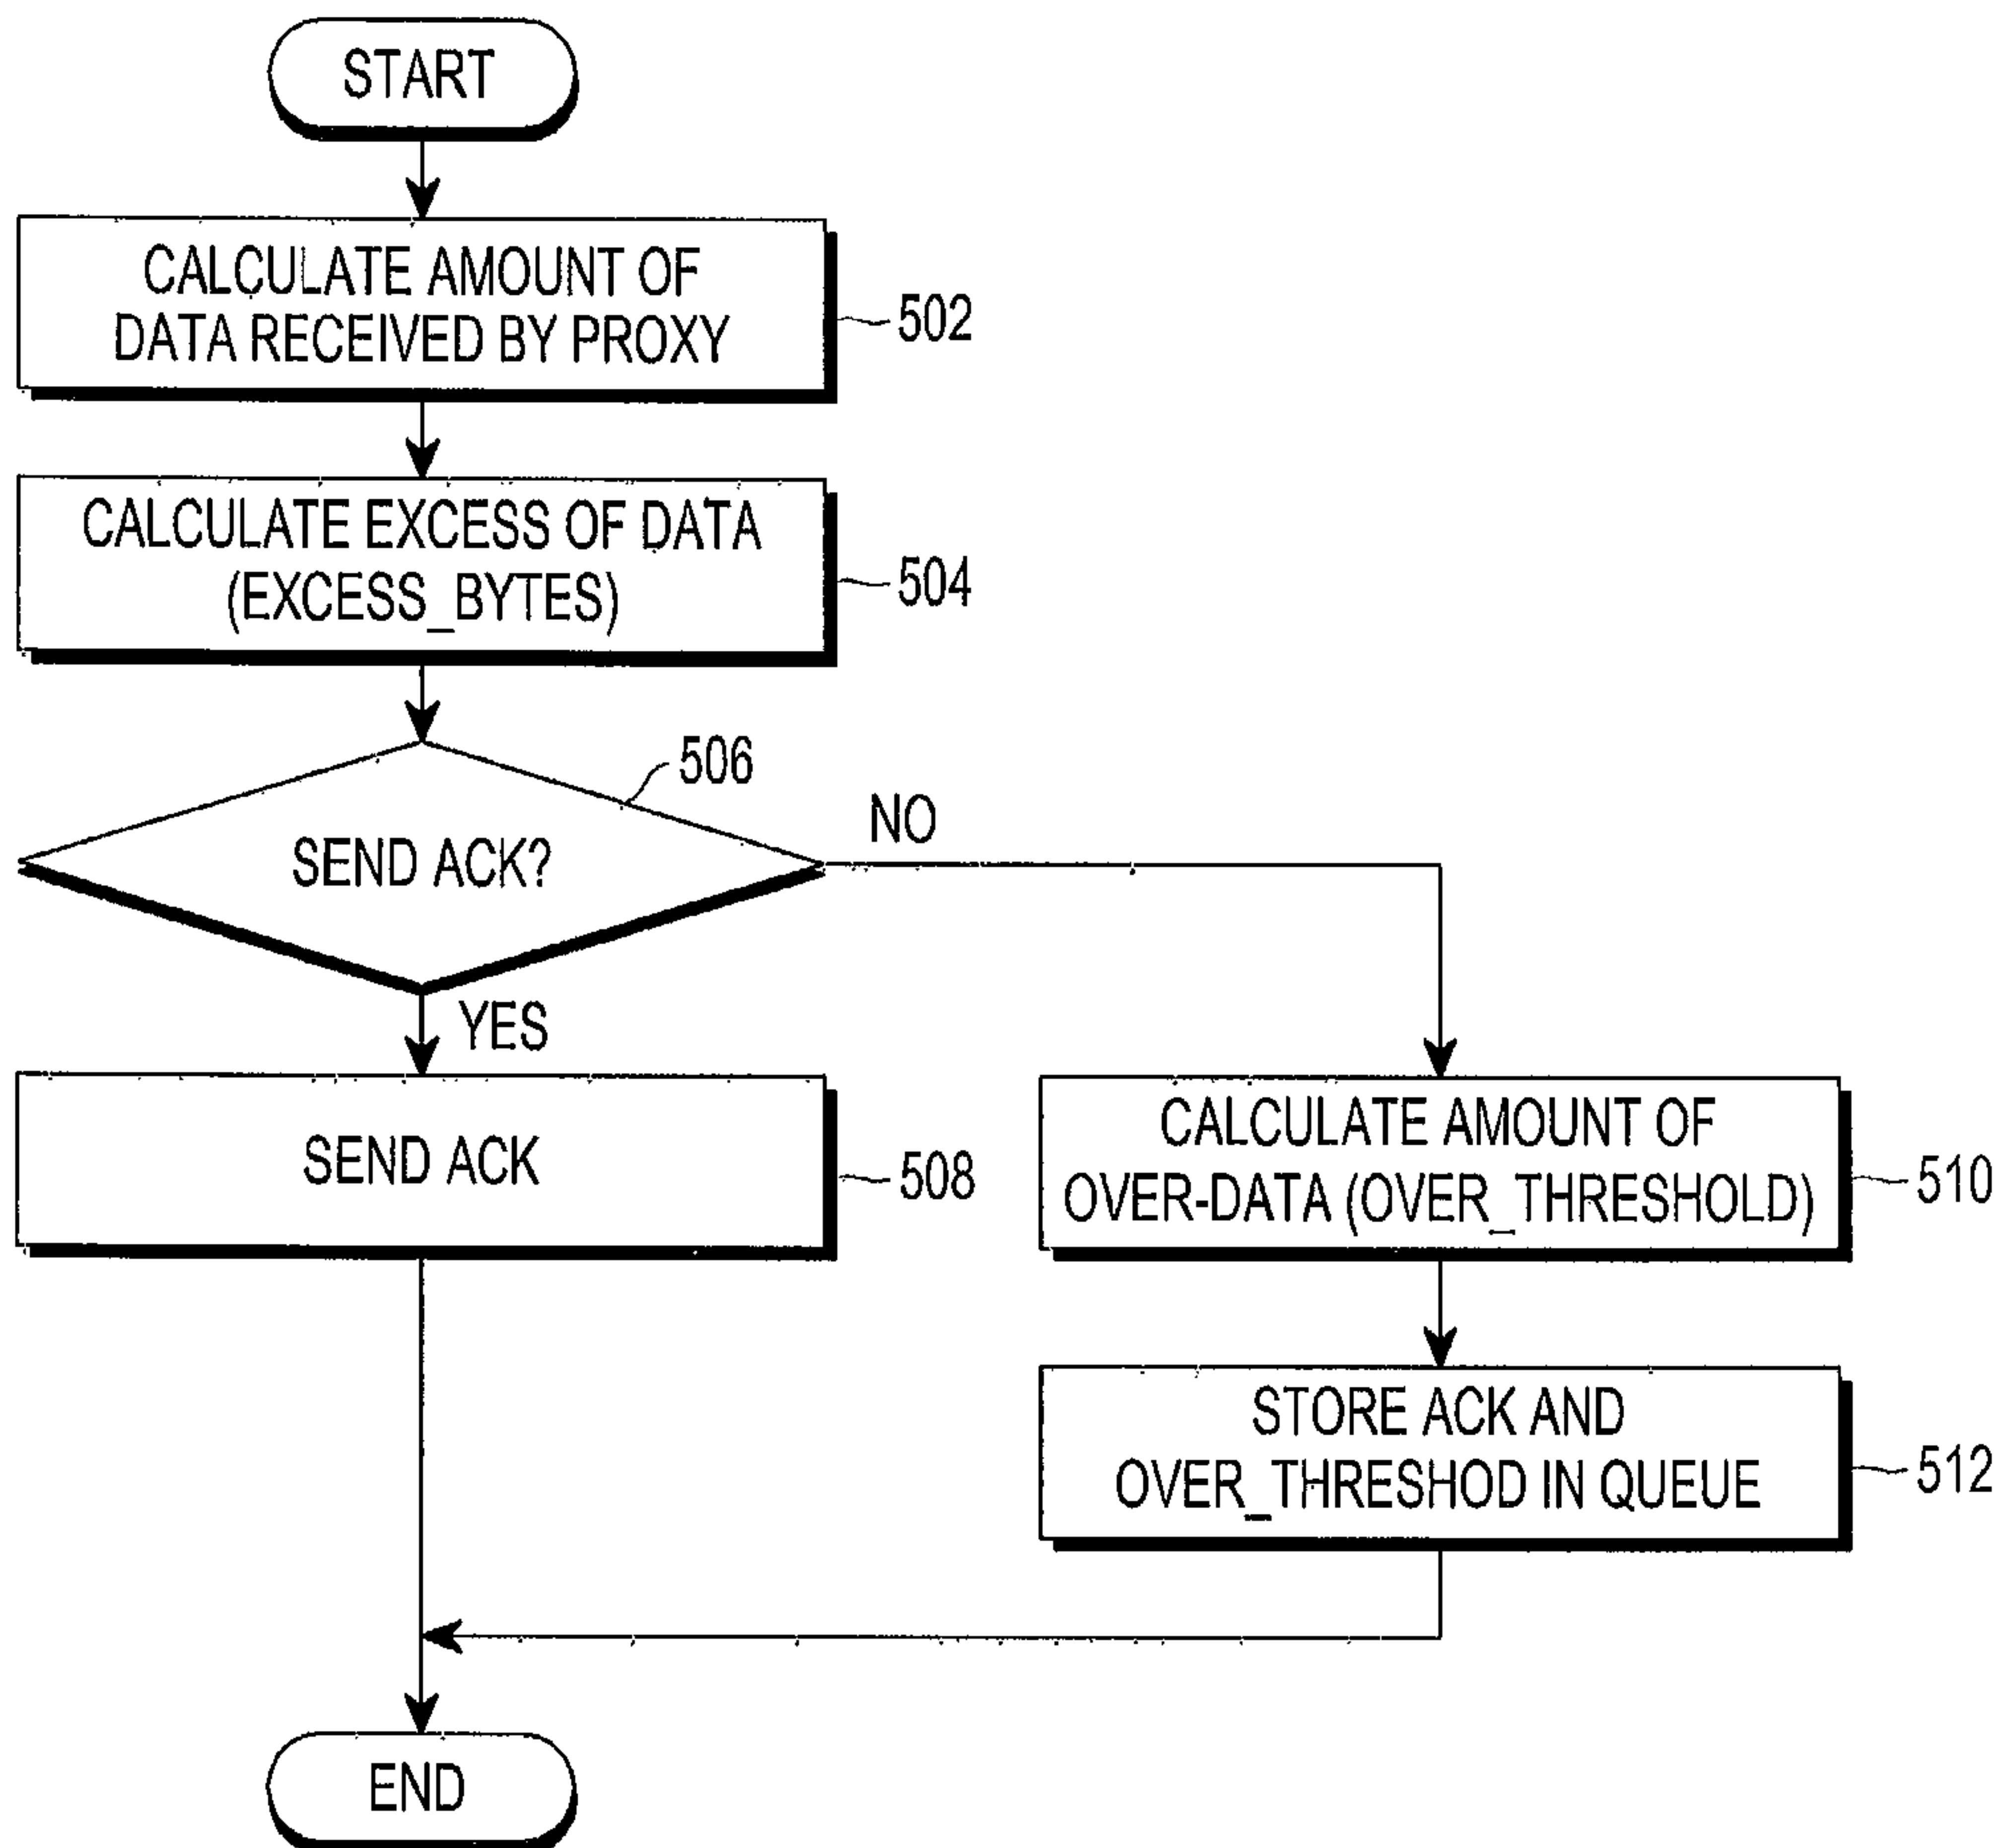 START
CALCULATE AMOUNT OF
DATA RECEIVED BY PROXY
502
CALCULATE EXCESS OF DATA
(EXCESS_BYTES)
504
506
SEND ACK?
NO
YES
SEND ACK
508
CALCULATE AMOUNT OF
OVER-DATA (OVER_THRESHOLD)
510
STORE ACK AND
OVER_THRESHOD IN QUEUE
512
END